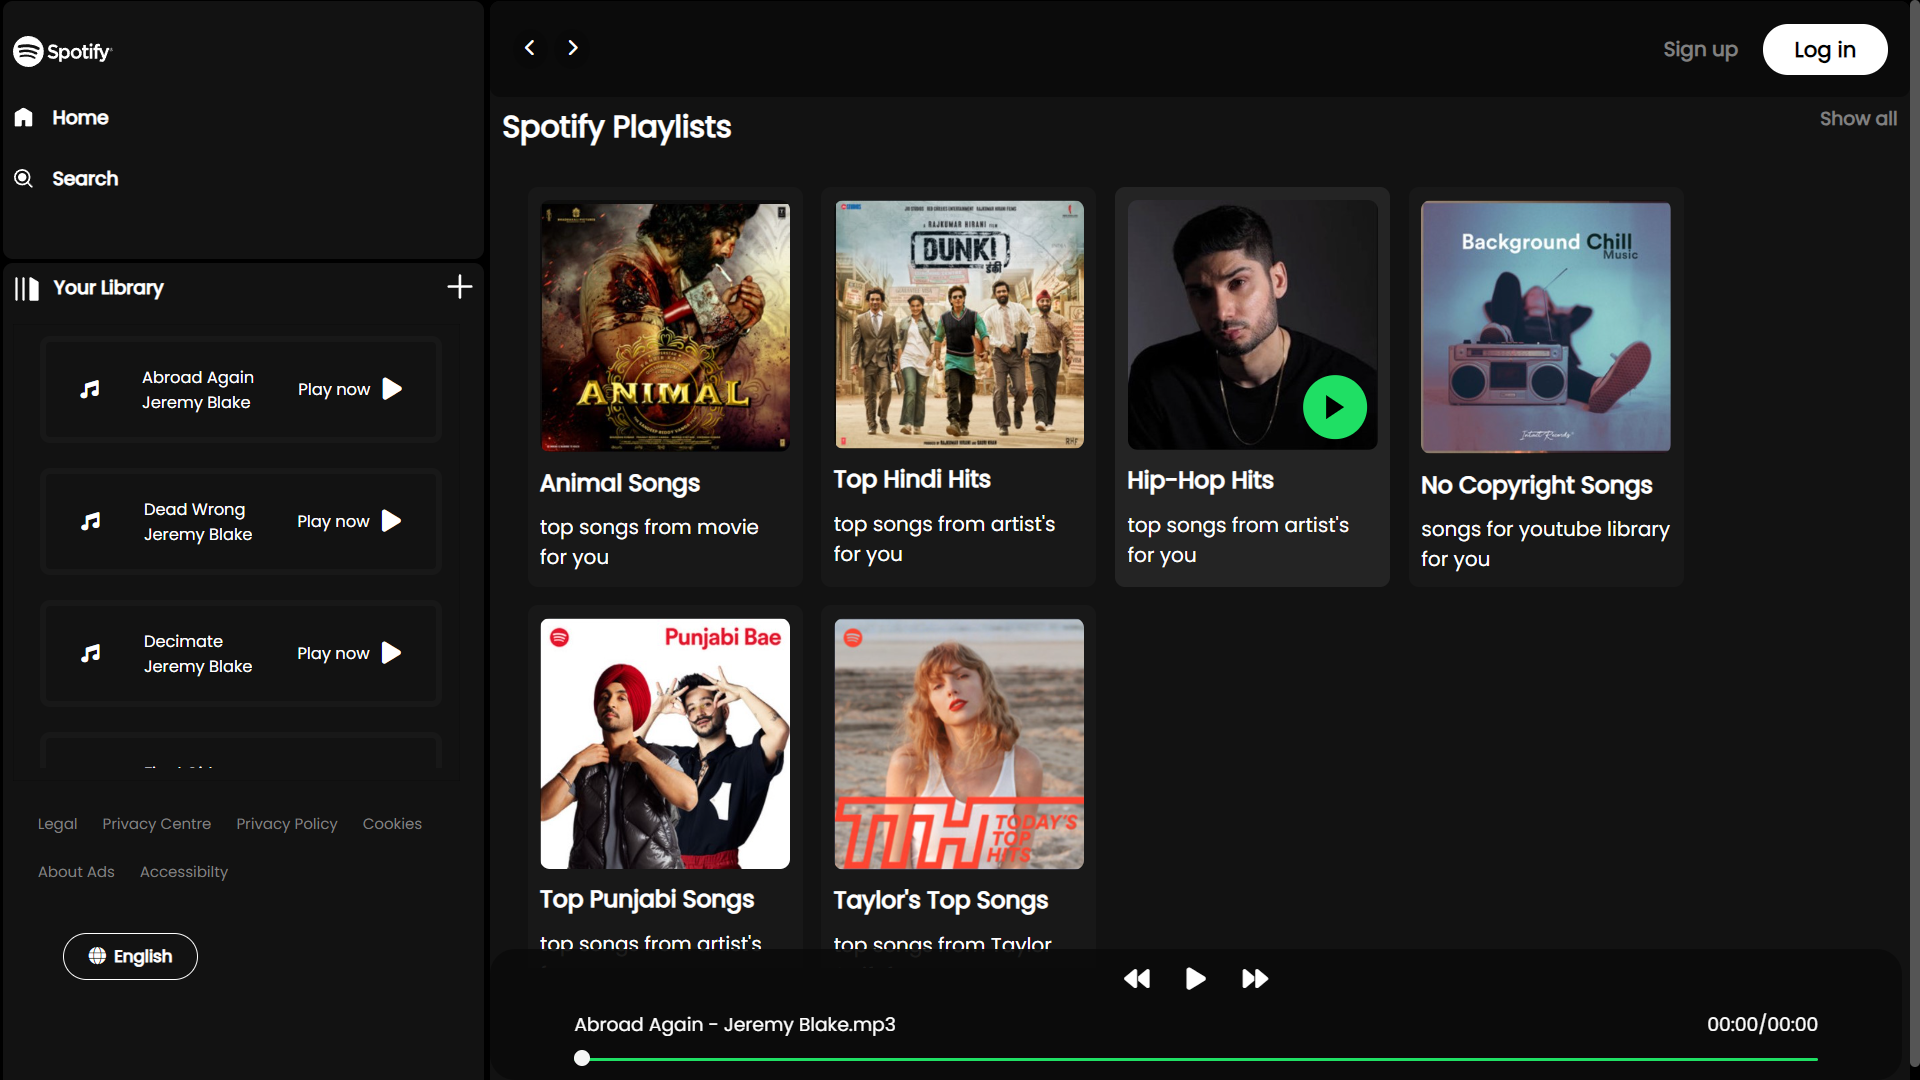 Spotify
Home
Search
Your Library
Abroad Again
Jeremy Blake
Play now
Dead Wrong
Jeremy Blake
Play now
Decimate
Jeremy Blake
Play now
Legal
Privacy Centre
Privacy Policy
Cookies
About Ads
Accessibilty
English
Sign up
Log in
Spotify Playlists
Show all
ANIMAL
Animal Songs
top songs from movie
for you
A RAJKUMAR HIRANI FILM
DUNKI
डंकी
Top Hindi Hits
top songs from artist's
for you
Hip-Hop Hits
top songs from artist's
for you
Background Chill
Music
No Copyright Songs
songs for youtube library
for you
Punjabi Bae
Top Punjabi Songs
top songs from artist's
TTH TODAY'S
TOP
HITS
Taylor's Top Songs
top songs from Taylor
Abroad Again - Jeremy Blake.mp3
00:00/00:00